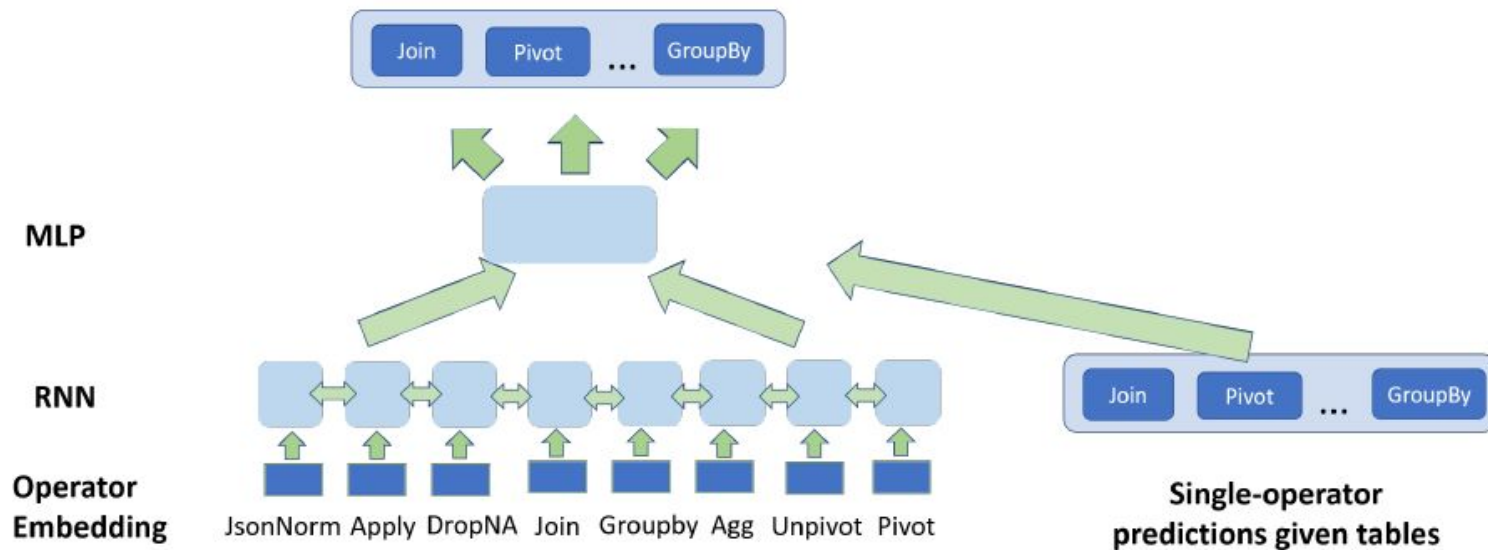 Join Pivot ... GroupBy
MLP
RNN
Join Pivot ... GroupBy
Operator
Embedding
JsonNorm Apply DropNA Join Groupby Agg Unpivot Pivot
Single-operator
predictions given tables